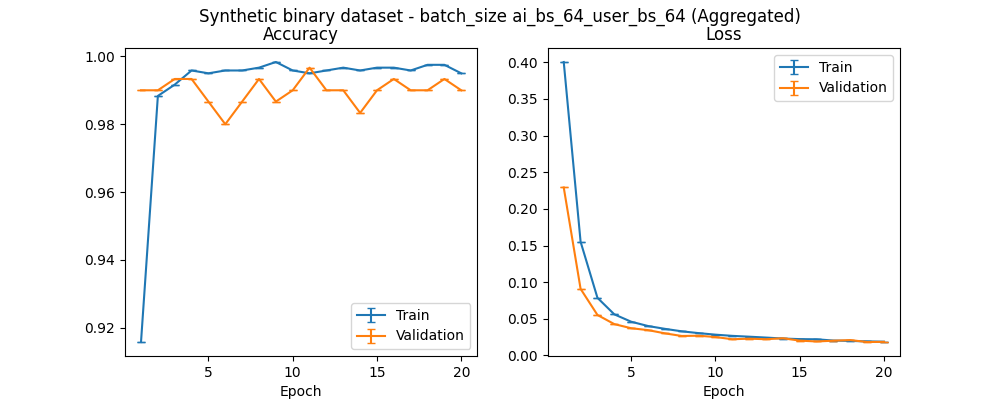 Synthetic binary dataset - batch_size ai_bs_64_user_bs_64 (Aggregated)
Accuracy
1.00
0.98
0.96
0.94
0.92
5
10
15
20
Epoch
Train
Validation
Loss
0.40
0.35
0.30
0.25
0.20
0.15
0.10
0.05
0.00
5
10
15
20
Epoch
Train
Validation